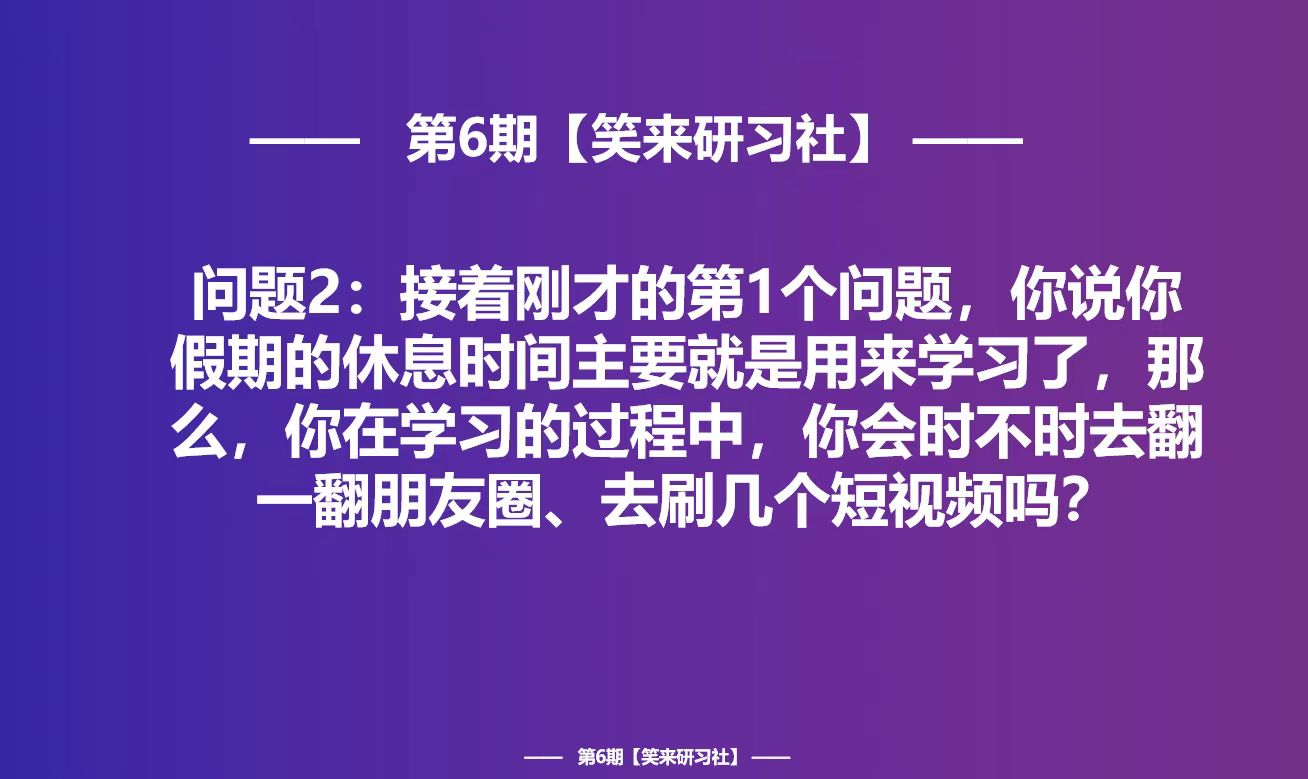 —— 第6期【笑来研习社】 ——
问题2：接着刚才的第1个问题，你说你
假期的休息时间主要就是用来学习了，那
么，你在学习的过程中，你会时不时去翻
一翻朋友圈、去刷几个短视频吗？
—— 第6期【笑来研习社】 ——